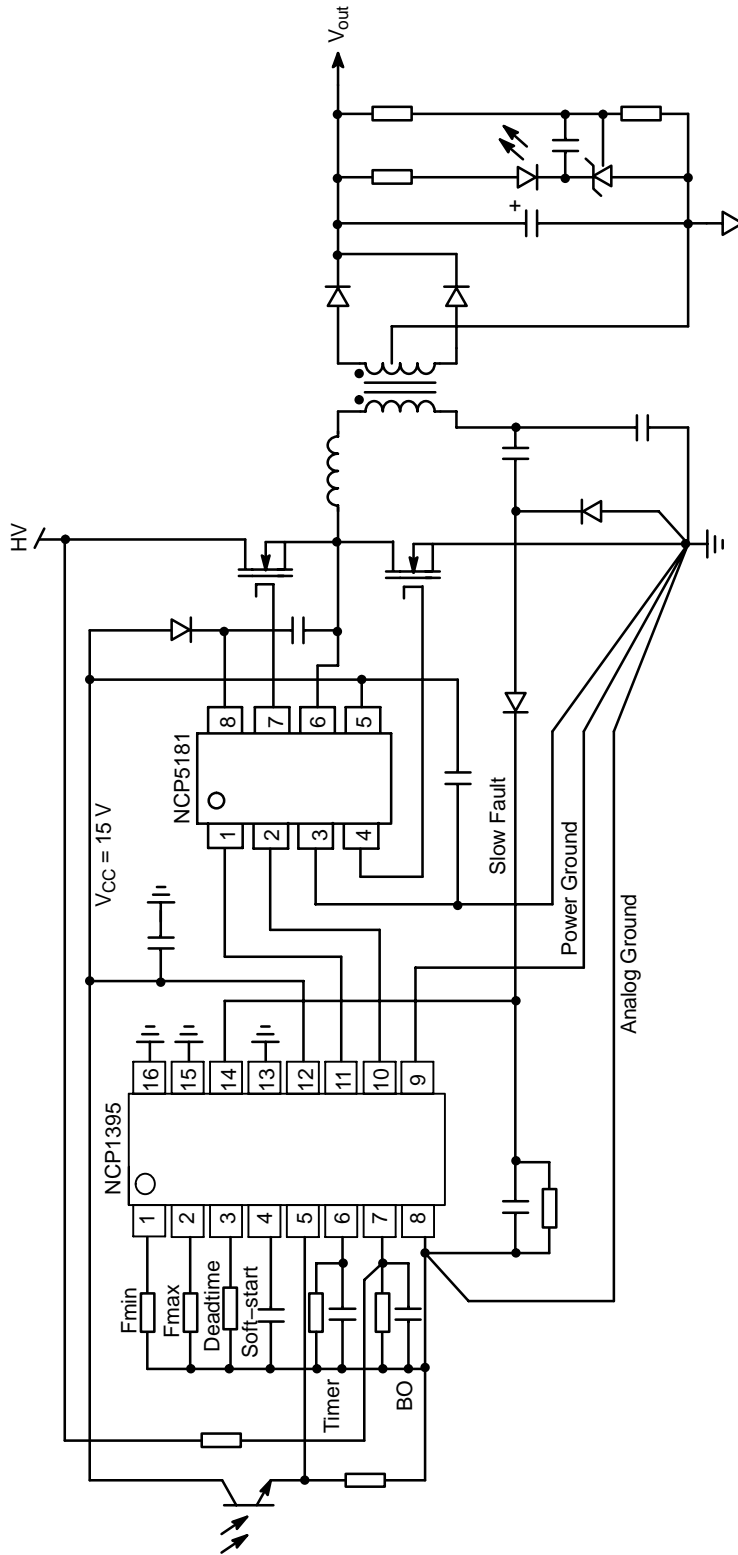 HV
V_CC = 15 V
V_out
NCP1395
NCP5181
1
2
3
4
5
6
7
8
16
15
14
13
12
11
10
9
1
2
3
4
8
7
6
5
Fmin
Fmax
Deadtime
Soft−start
Timer
BO
Slow Fault
Power Ground
Analog Ground
+